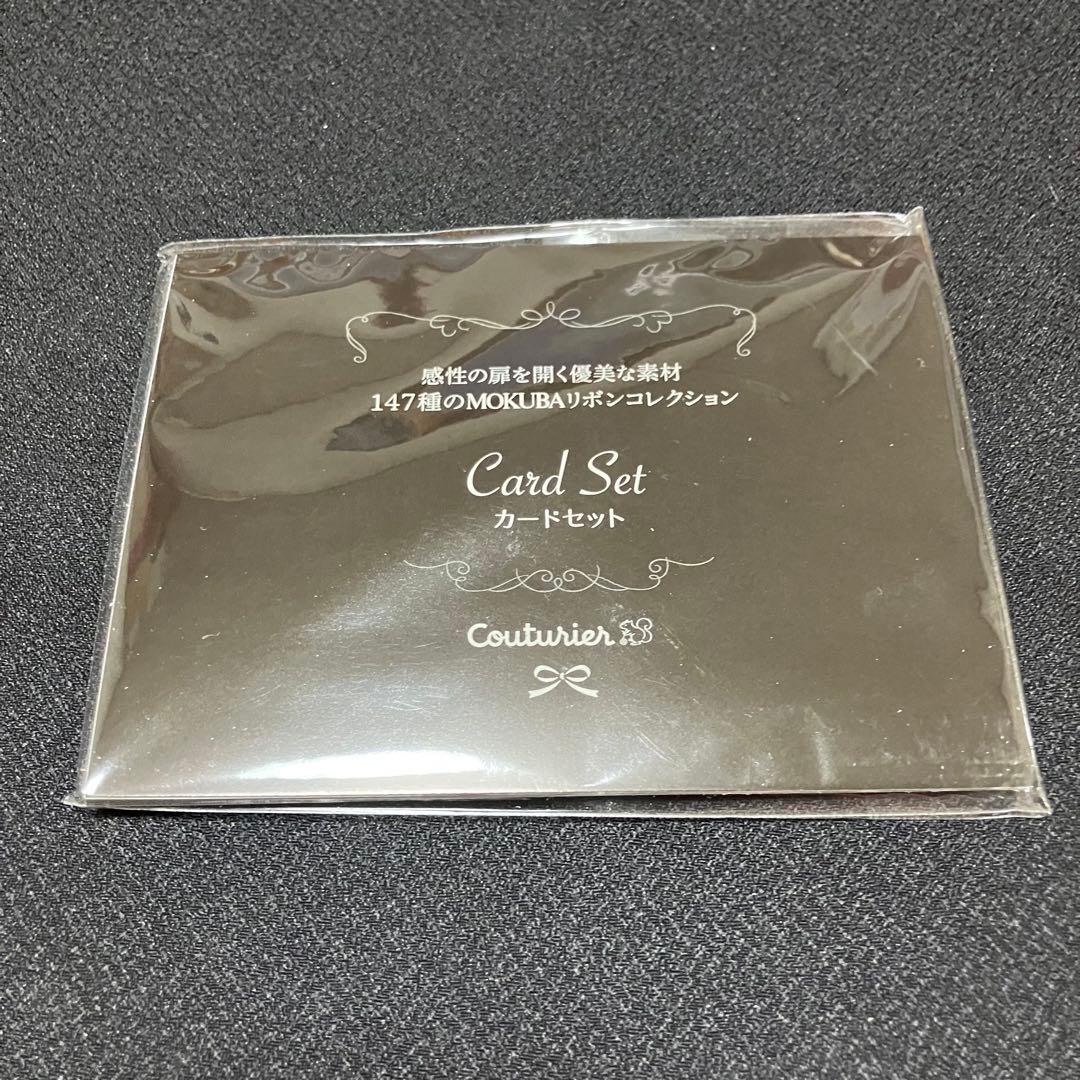 感性の扉を開く優美な素材
147種のMOKUBAリボンコレクション
Card Set
カードセット
Couturier